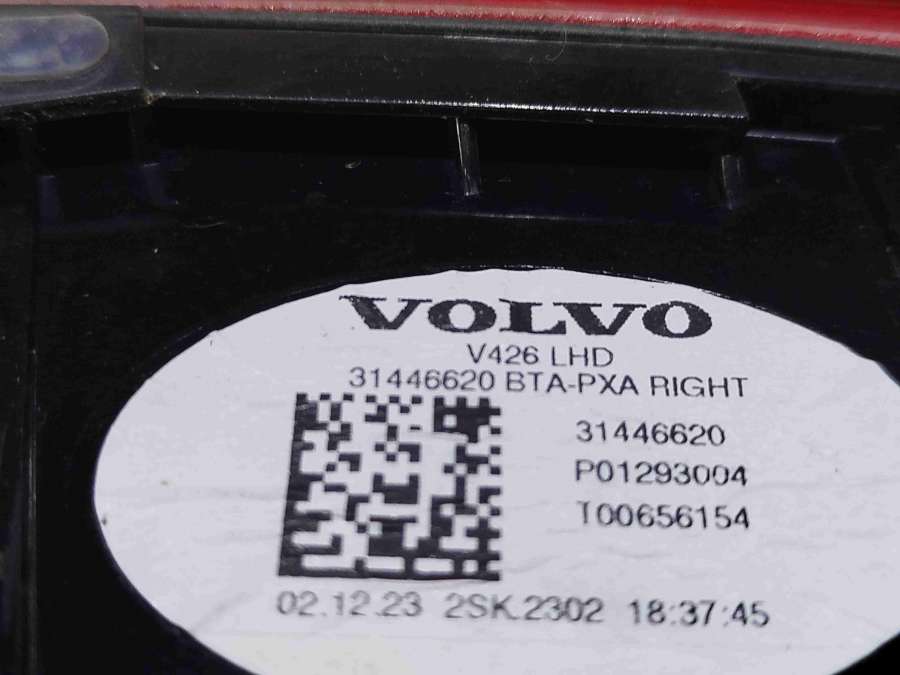 VOLVO
V426 LHD
31446620 BTA-PXA RIGHT
31446620
P01293004
T00656154
02.12.23 2SK.2302 18:37:45